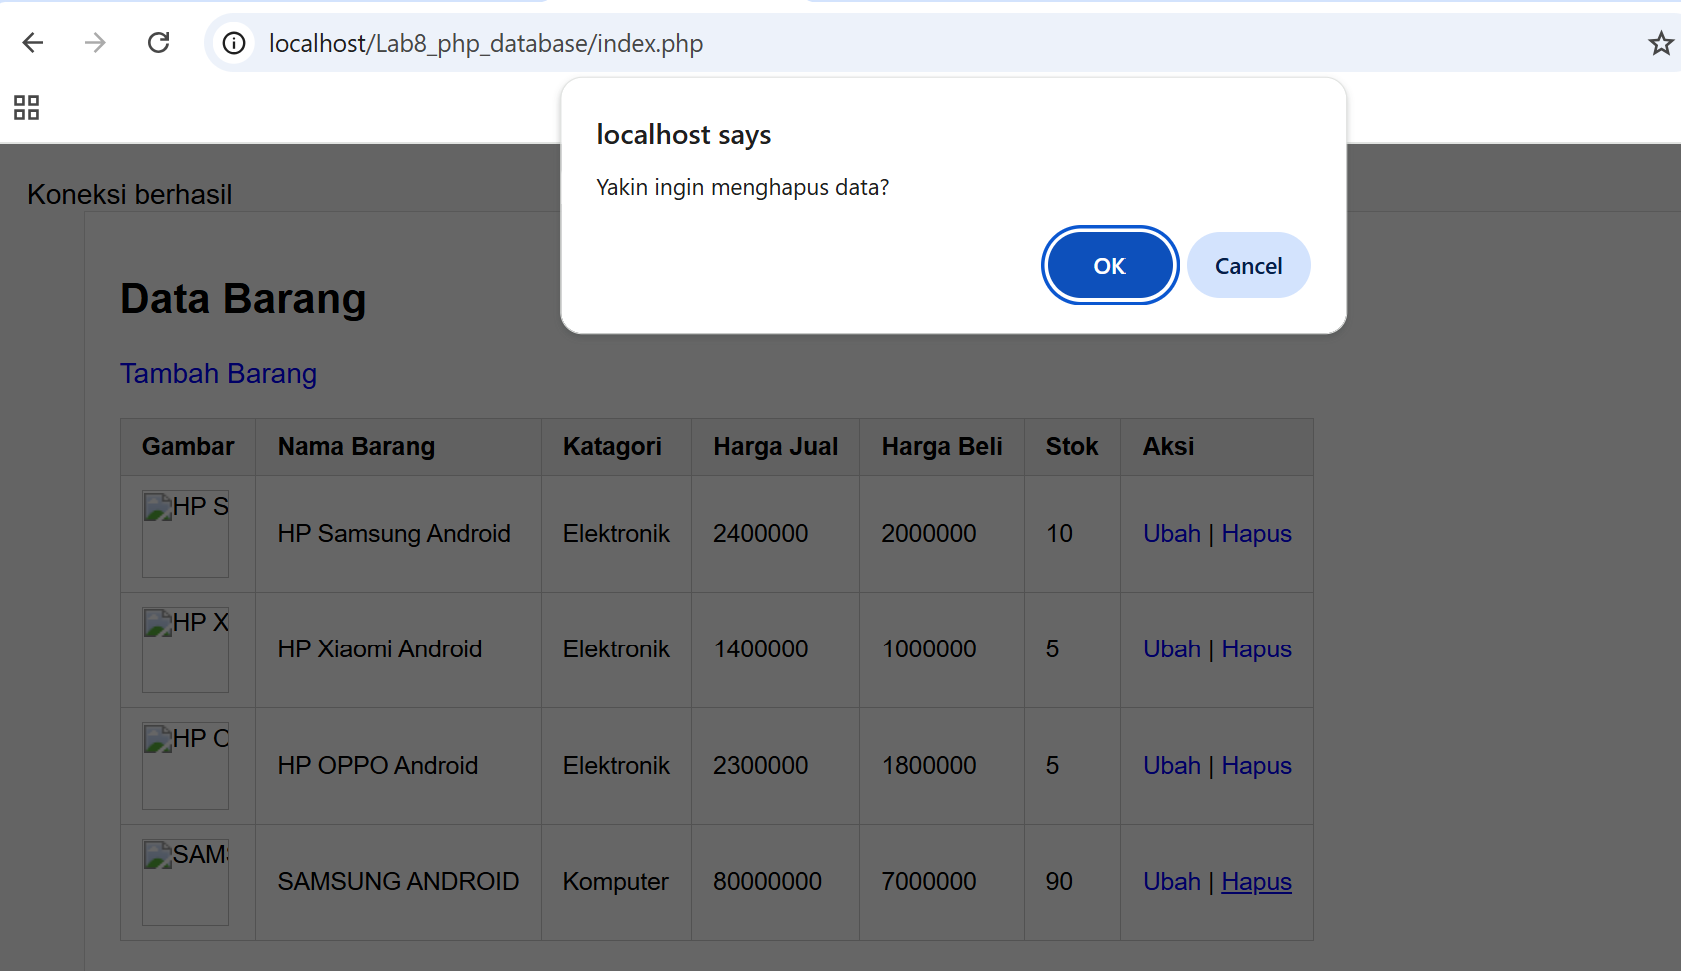 localhost/Lab8_php_database/index.php
localhost says
Yakin ingin menghapus data?
OK Cancel
Koneksi berhasil
Data Barang
Tambah Barang
Gambar Nama Barang Katagori Harga Jual Harga Beli Stok Aksi
HP S HP Samsung Android Elektronik 2400000 2000000 10 Ubah | Hapus
HP X HP Xiaomi Android Elektronik 1400000 1000000 5 Ubah | Hapus
HP O HP OPPO Android Elektronik 2300000 1800000 5 Ubah | Hapus
SAMS SAMSUNG ANDROID Komputer 80000000 7000000 90 Ubah | Hapus